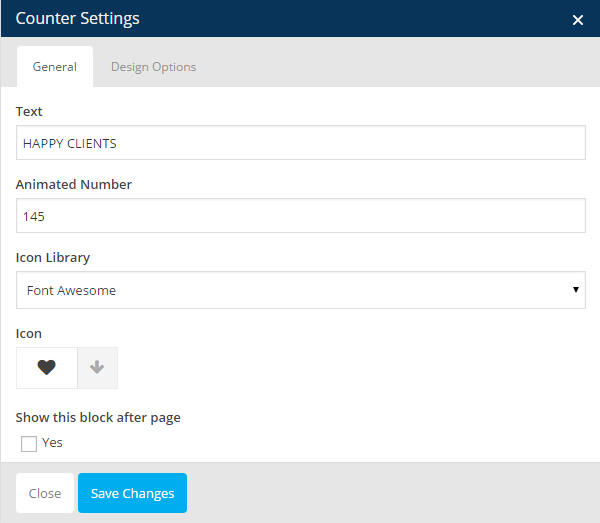 Counter Settings
General
Design Options
Text
HAPPY CLIENTS
Animated Number
145
Icon Library
Font Awesome
Icon
Show this block after page
Yes
Close
Save Changes